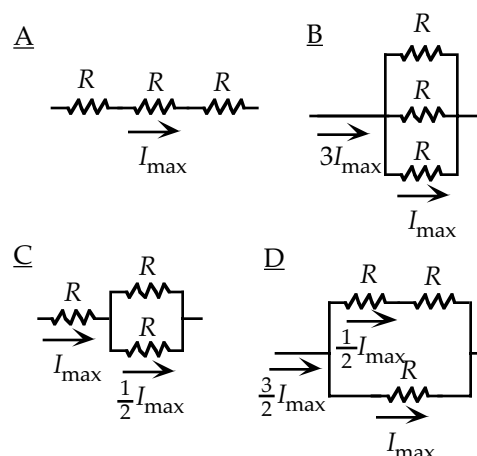 A
R R R
I_max
B
R
R
3I_max
R
I_max
C
R
R
I_max
1/2 I_max
D
R R
1/2 I_max
3/2 I_max
R
I_max